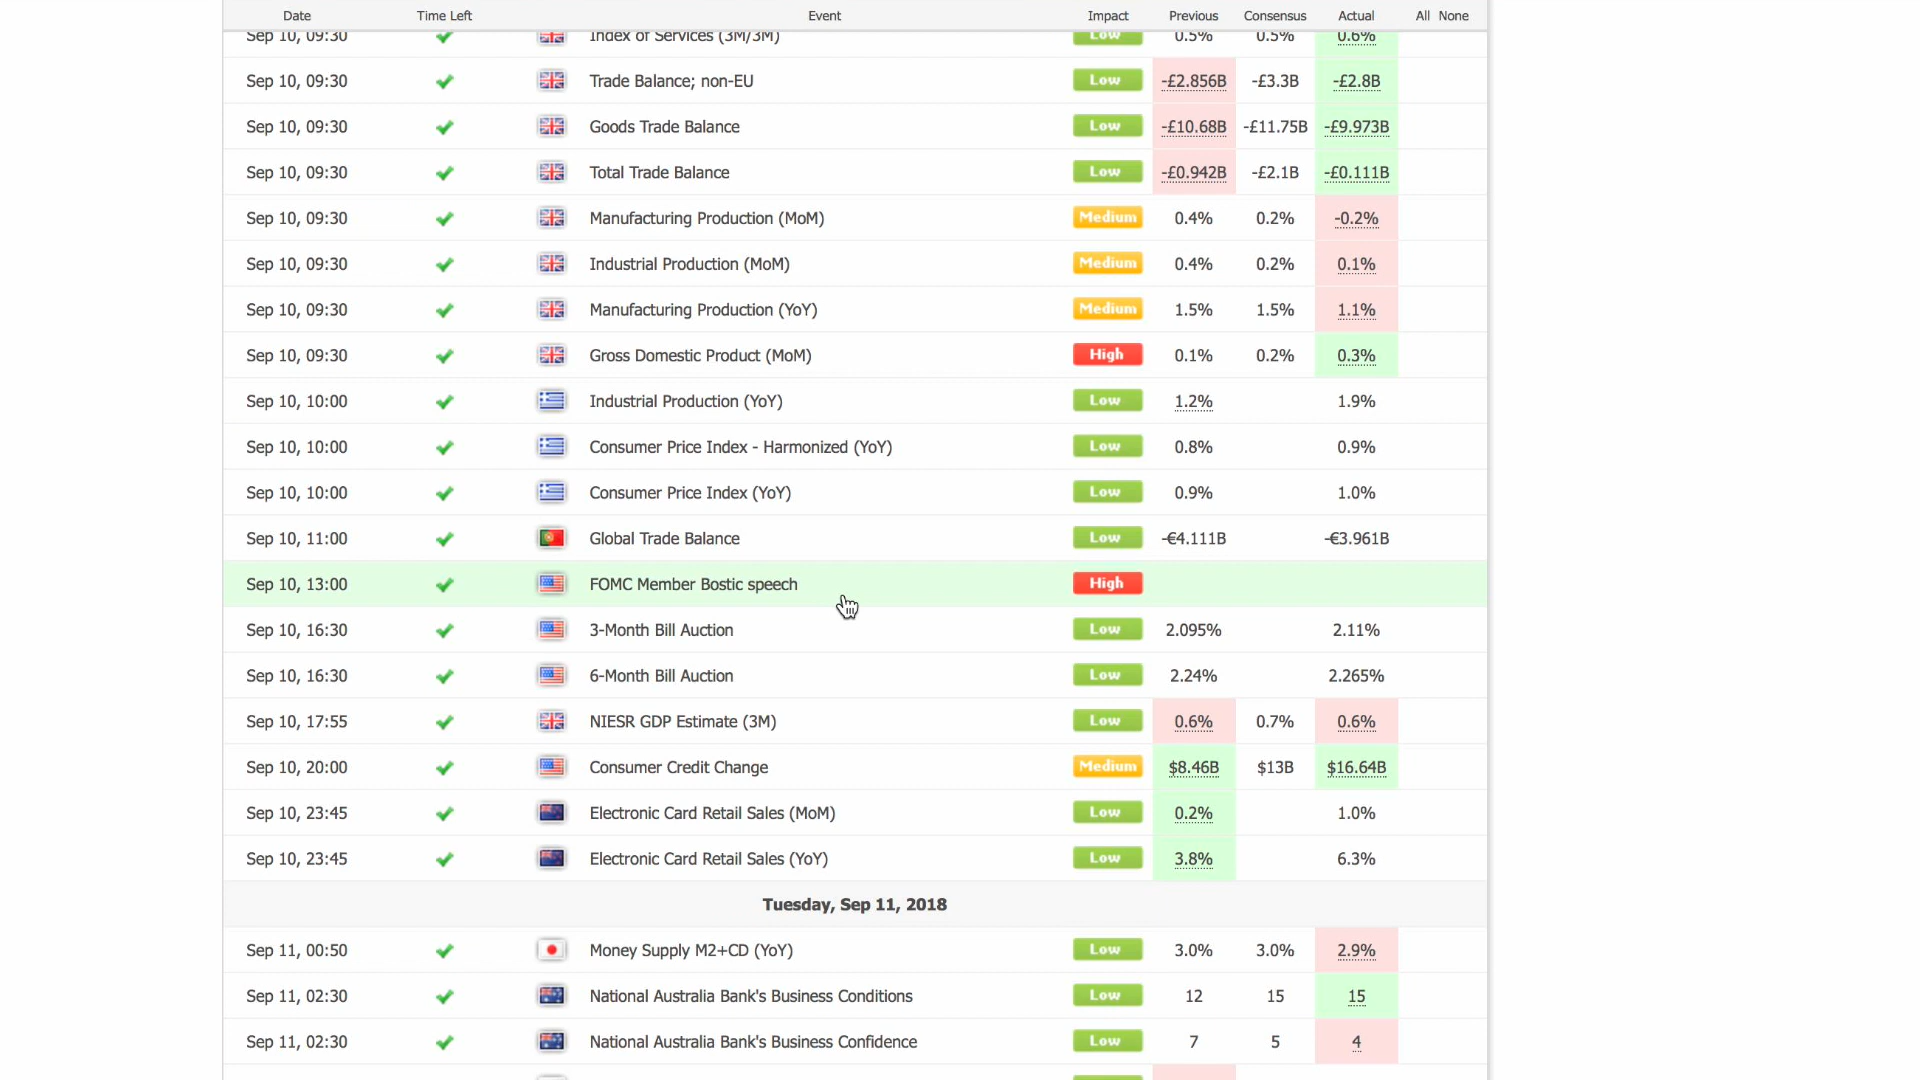 Date Time Left Event Impact Previous Consensus Actual All None
Sep 10, 09:30 Index of Services (3M/3M) Low 0.5% 0.5% 0.6%
Sep 10, 09:30 Trade Balance; non-EU Low -£2.856B -£3.3B -£2.8B
Sep 10, 09:30 Goods Trade Balance Low -£10.68B -£11.75B -£9.973B
Sep 10, 09:30 Total Trade Balance Low -£0.942B -£2.1B -£0.111B
Sep 10, 09:30 Manufacturing Production (MoM) Medium 0.4% 0.2% -0.2%
Sep 10, 09:30 Industrial Production (MoM) Medium 0.4% 0.2% 0.1%
Sep 10, 09:30 Manufacturing Production (YoY) Medium 1.5% 1.5% 1.1%
Sep 10, 09:30 Gross Domestic Product (MoM) High 0.1% 0.2% 0.3%
Sep 10, 10:00 Industrial Production (YoY) Low 1.2% 1.9%
Sep 10, 10:00 Consumer Price Index - Harmonized (YoY) Low 0.8% 0.9%
Sep 10, 10:00 Consumer Price Index (YoY) Low 0.9% 1.0%
Sep 10, 11:00 Global Trade Balance Low -€4.111B -€3.961B
Sep 10, 13:00 FOMC Member Bostic speech High
Sep 10, 16:30 3-Month Bill Auction Low 2.095% 2.11%
Sep 10, 16:30 6-Month Bill Auction Low 2.24% 2.265%
Sep 10, 17:55 NIESR GDP Estimate (3M) Low 0.6% 0.7% 0.6%
Sep 10, 20:00 Consumer Credit Change Medium $8.46B $13B $16.64B
Sep 10, 23:45 Electronic Card Retail Sales (MoM) Low 0.2% 1.0%
Sep 10, 23:45 Electronic Card Retail Sales (YoY) Low 3.8% 6.3%
Tuesday, Sep 11, 2018
Sep 11, 00:50 Money Supply M2+CD (YoY) Low 3.0% 3.0% 2.9%
Sep 11, 02:30 National Australia Bank's Business Conditions Low 12 15 15
Sep 11, 02:30 National Australia Bank's Business Confidence Low 7 5 4